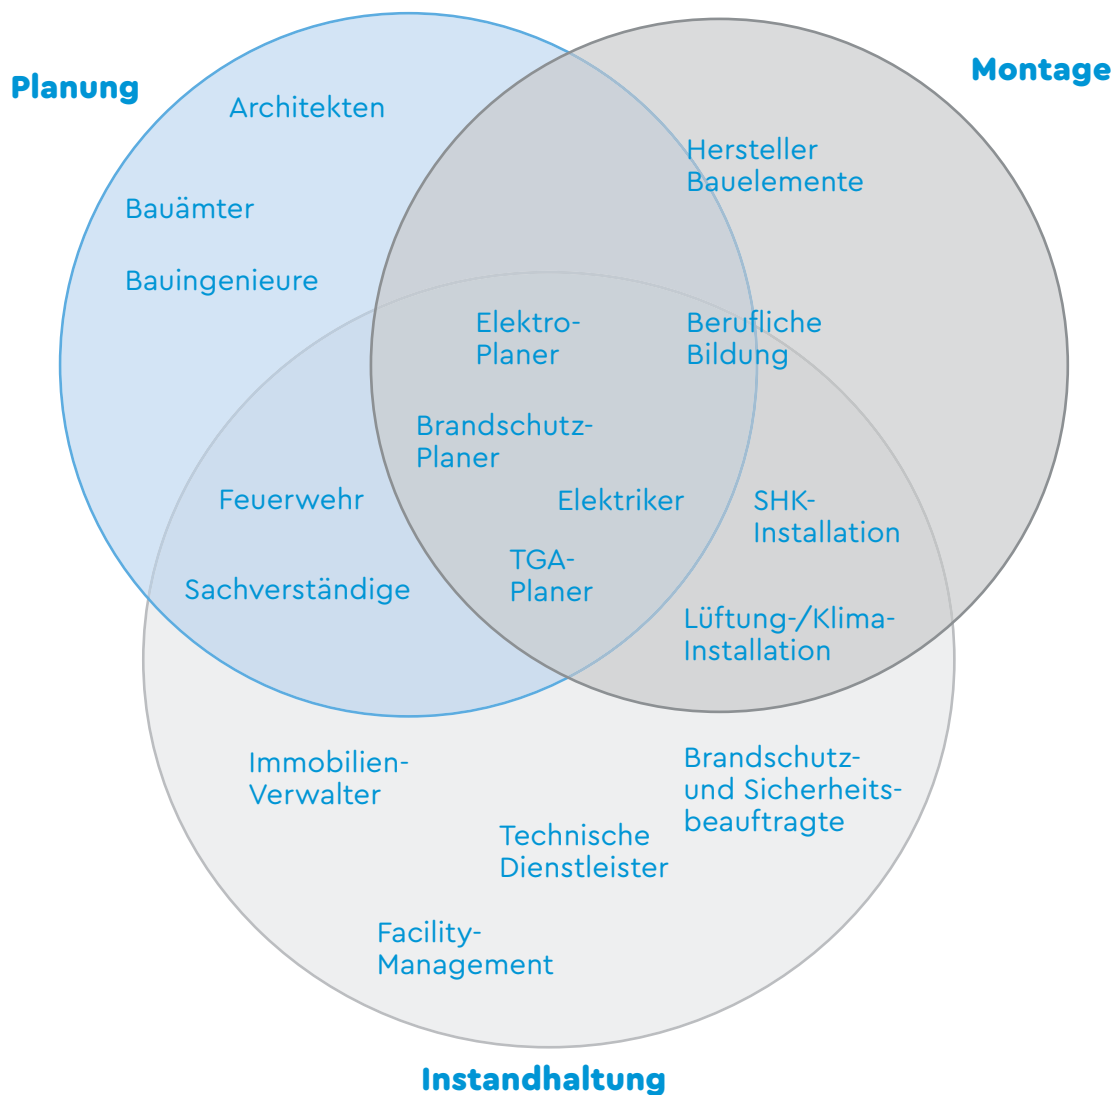 Planung
Montage
Architekten
Hersteller
Bauelemente
Bauämter
Bauingenieure
Elektro-
Planer
Berufliche
Bildung
Brandschutz-
Planer
Feuerwehr
Elektriker
SHK-
Installation
Sachverständige
TGA-
Planer
Lüftung-/Klima-
Installation
Immobilien-
Verwalter
Brandschutz-
und Sicherheits-
beauftragte
Technische
Dienstleister
Facility-
Management
Instandhaltung